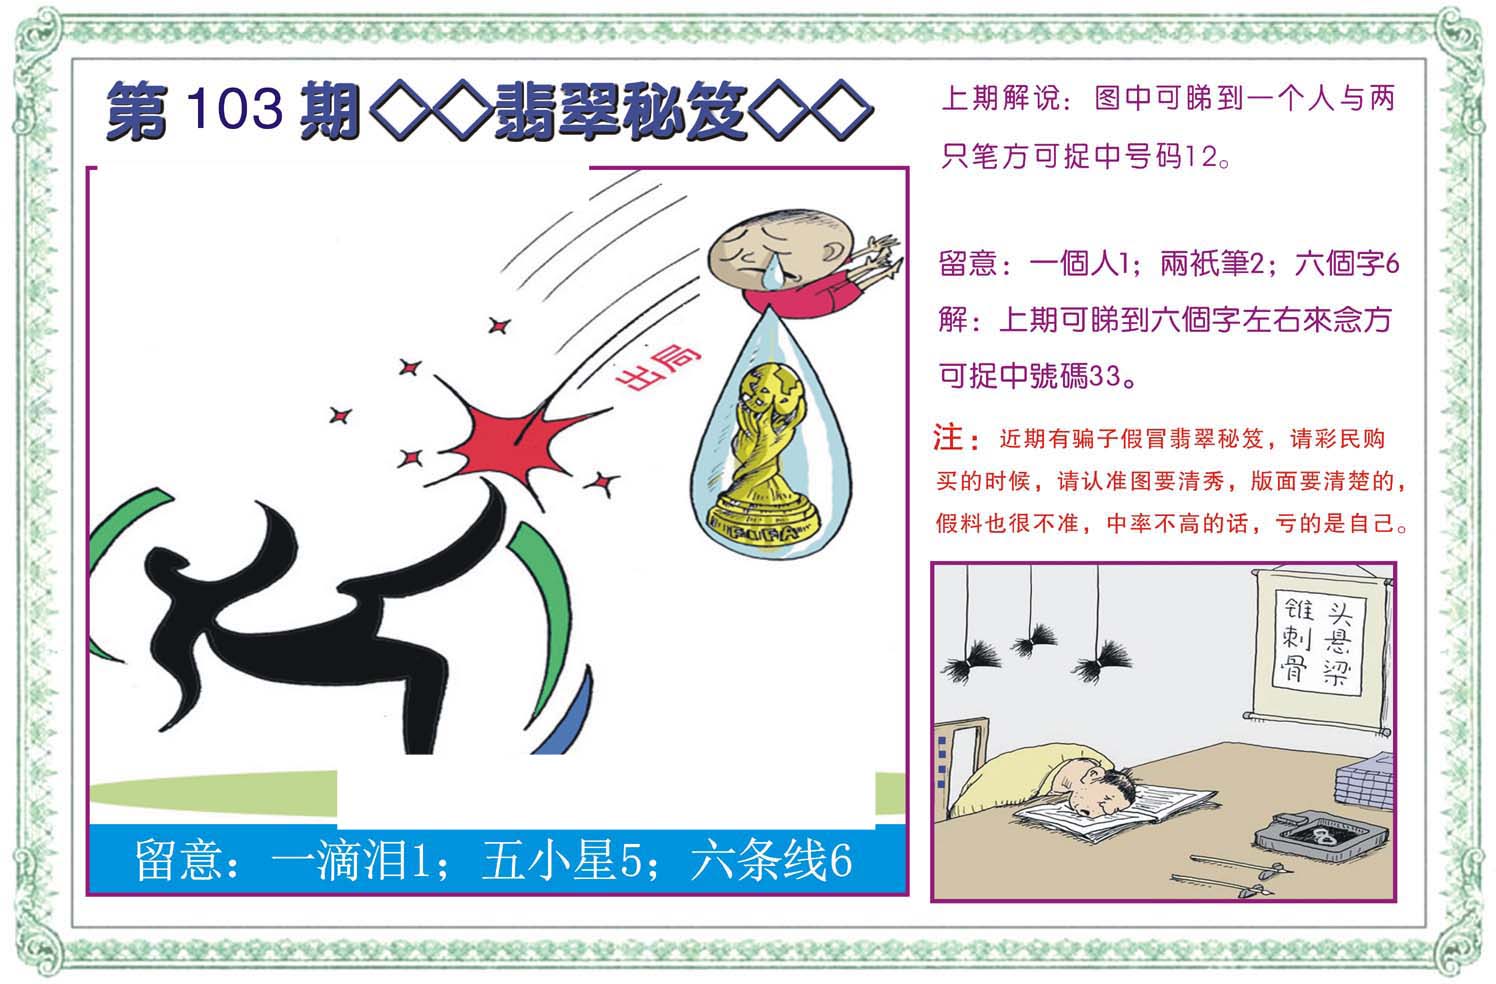 第103期◇◇翡翠秘笈◇◇
出局
FIFA
留意：一滴泪1；五小星5；六条线6
上期解说：图中可睇到一个人与两
只笔方可捉中号码12。
留意：一個人1；兩衹筆2；六個字6
解：上期可睇到六個字左右來念方
可捉中號碼33。
注：近期有骗子假冒翡翠秘笈，请彩民购
买的时候，请认准图要清秀，版面要清楚的，
假料也很不准，中率不高的话，亏的是自己。
头悬梁
锥刺骨